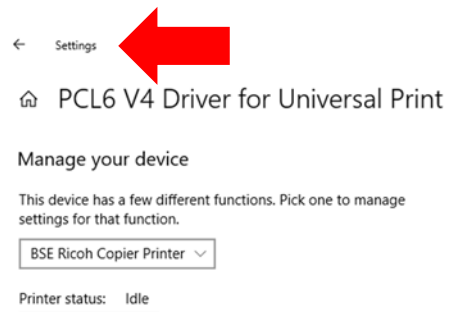 Settings
PCL6 V4 Driver for Universal Print
Manage your device
This device has a few different functions. Pick one to manage
settings for that function.
BSE Ricoh Copier Printer
Printer status: Idle